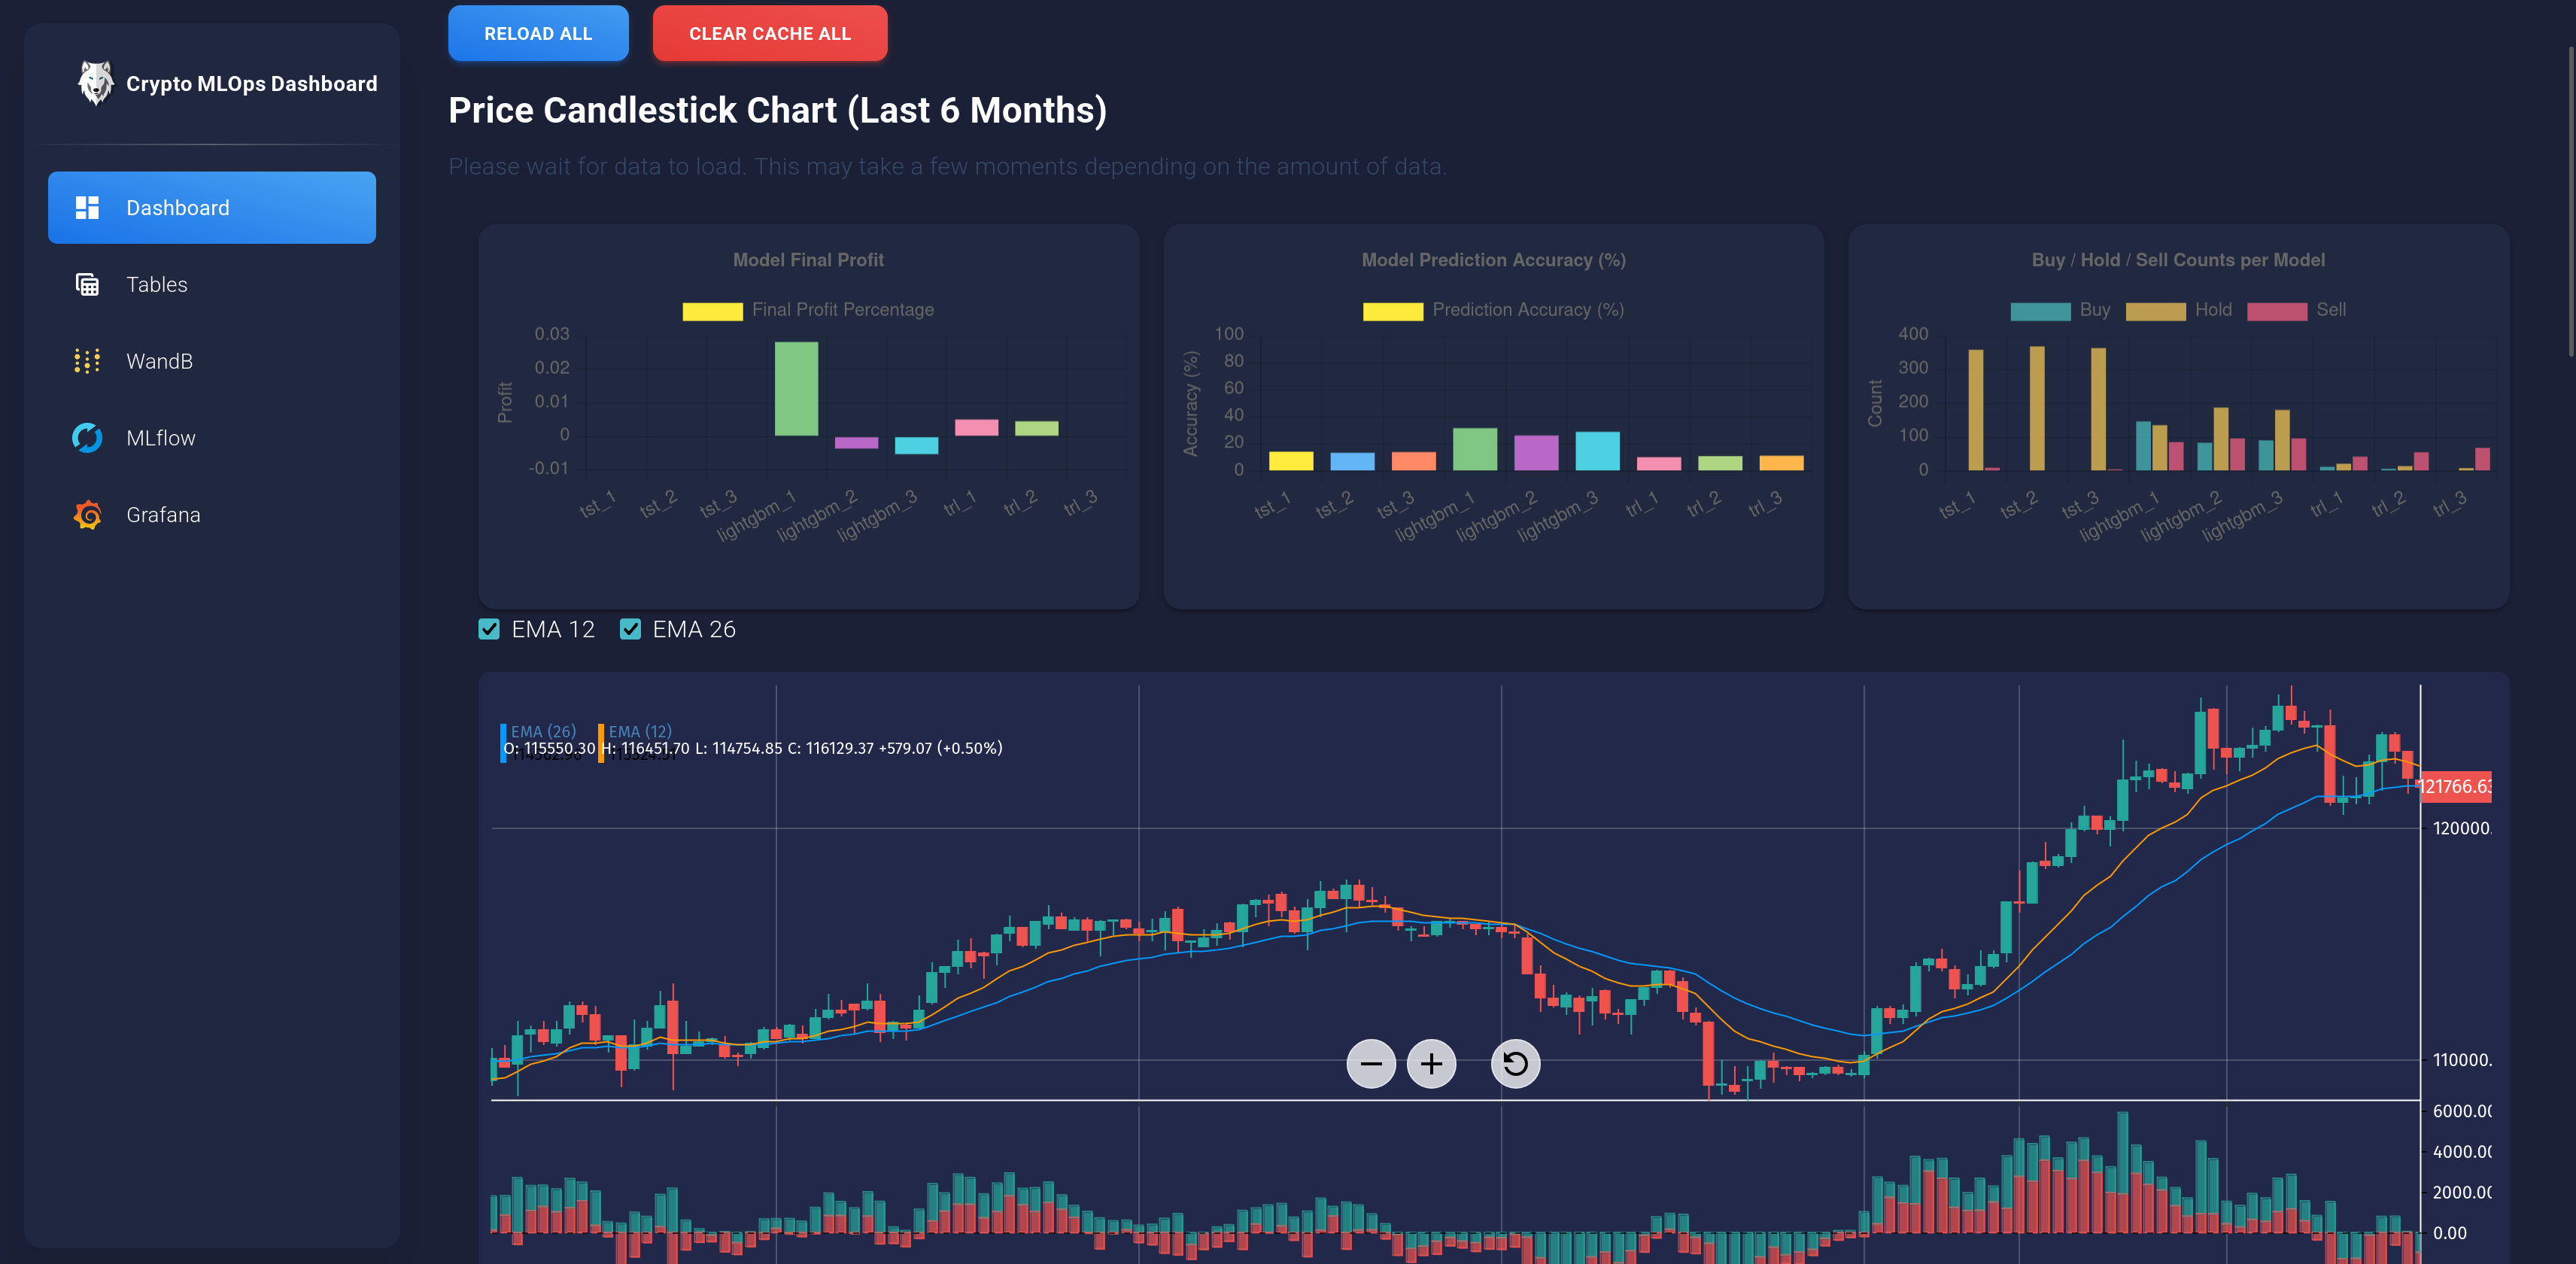 RELOAD ALL
CLEAR CACHE ALL
Crypto MLOps Dashboard
Dashboard
Tables
WandB
MLflow
Grafana
Price Candlestick Chart (Last 6 Months)
Please wait for data to load. This may take a few moments depending on the amount of data.
Model Final Profit
Final Profit Percentage
Profit
0.03
0.02
0.01
0
-0.01
tst_1
tst_2
tst_3
lightgbm_1
lightgbm_2
lightgbm_3
trl_1
trl_2
trl_3
Model Prediction Accuracy (%)
Prediction Accuracy (%)
Accuracy (%)
100
80
60
40
20
0
tst_1
tst_2
tst_3
lightgbm_1
lightgbm_2
lightgbm_3
trl_1
trl_2
trl_3
Buy / Hold / Sell Counts per Model
Buy
Hold
Sell
Count
400
300
200
100
0
tst_1
tst_2
tst_3
lightgbm_1
lightgbm_2
lightgbm_3
trl_1
trl_2
trl_3
EMA 12
EMA 26
EMA (26)
EMA (12)
O: 115550.30 H: 116451.70 L: 114754.85 C: 116129.37 +579.07 (+0.50%)
121766.63
120000.
110000.
6000.00
4000.00
2000.00
0.00